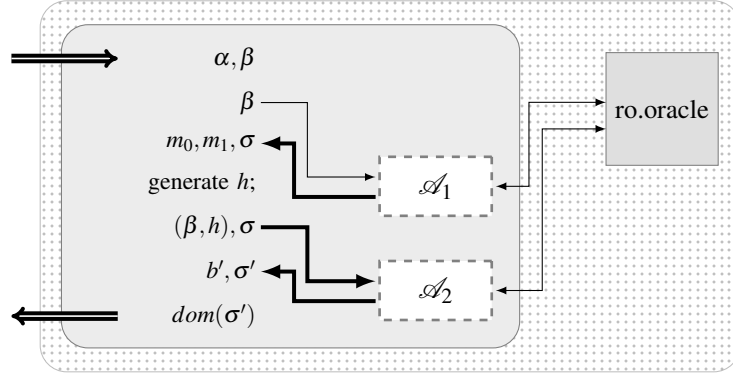 α, β
ro.oracle
β
m₀, m₁, σ
𝒜₁
generate h;
(β, h), σ
b′, σ′
𝒜₂
dom(σ′)